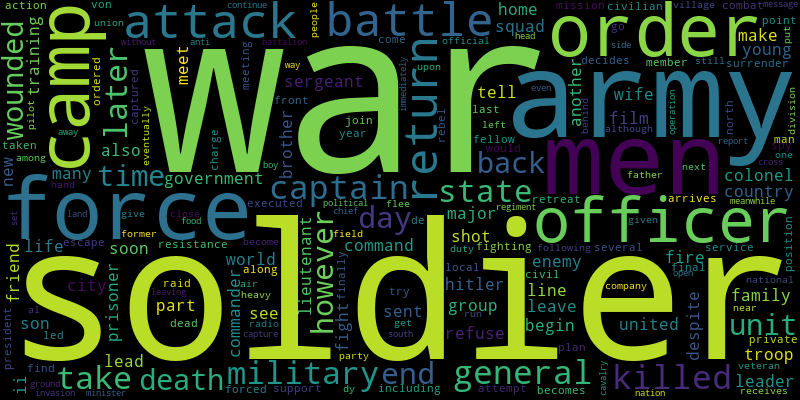 war
soldier
army
men
force
officer
order
camp
attack
battle
return
captain
general
military
killed
state
unit
day
however
death
take
time
later
wounded
back
end
government
training
lieutenant
prisoner
commander
command
colonel
country
family
united
leader
troop
despite
hitler
group
line
leave
begin
enemy
fire
major
shot
sent
refuse
fight
fighting
world
city
soon
friend
life
son
ii
lead
part
see
new
many
also
meet
sergeant
brother
home
squad
tell
another
wife
film
make
young
action
union
von
continue
people
mission
civilian
village
combat
message
point
put
go
side
decides
member
still
surrender
official
head
come
battalion
without
anti
meeting
way
captured
ordered
pilot
taken
away
among
eventually
charge
boy
front
join
year
immediately
upon
rebel
last
left
fellow
would
even
although
behind
operation
north
report
division
man
spy
one
cross
father
next
hand
executed
political
chief
flee
de
retreat
arrives
meanwhile
regiment
given
position
set
land
give
close
food
former
become
field
duty
following
several
service
escape
resistance
finally
local
civil
company
final
open
national
near
private
president
al
led
raid
leaving
dead
along
air
heavy
radio
capture
try
get
run
south
plan
party
find
ground
invasion
minister
forced
support
dy
including
attempt
becomes
cavalry
nation
veteran
receives